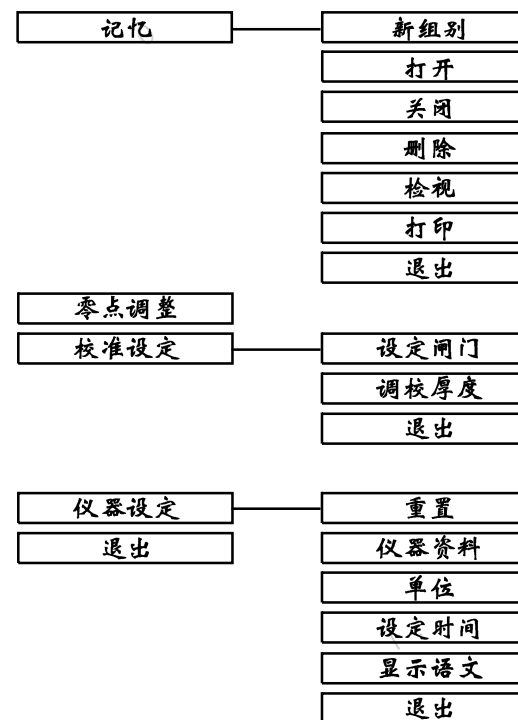 记忆
新组别
打开
关闭
删除
检视
打印
退出
零点调整
校准设定
设定闸门
调校厚度
退出
仪器设定
重置
退出
仪器资料
单位
设定时间
显示语文
退出